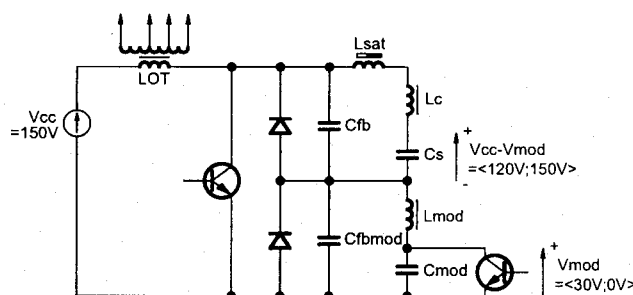 Lsat
LOT
Lc
Vcc
=150V
Cfb
Cs
+
Vcc-Vmod
=<120V;150V>
-
Lmod
Cfbmod
Cmod
+
Vmod
=<30V;0V>